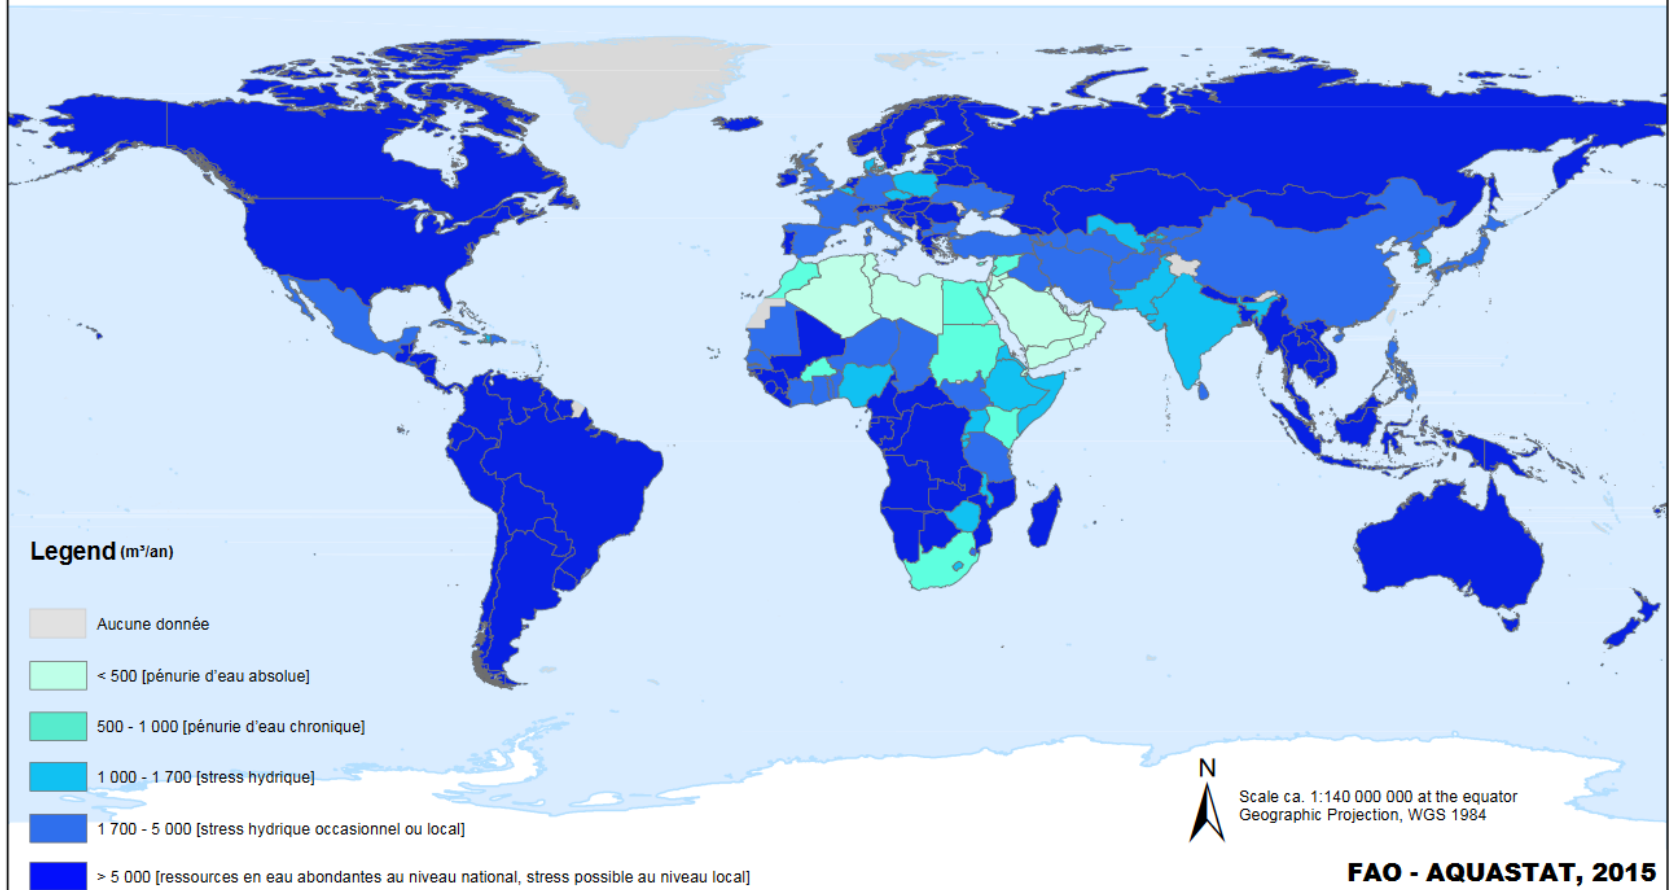 Legend (m³/an)
Aucune donnée
< 500 [pénurie d'eau absolue]
500 - 1 000 [pénurie d'eau chronique]
1 000 - 1 700 [stress hydrique]
1 700 - 5 000 [stress hydrique occasionnel ou local]
> 5 000 [ressources en eau abondantes au niveau national, stress possible au niveau local]
N
Scale ca. 1:140 000 000 at the equator
Geographic Projection, WGS 1984
FAO - AQUASTAT, 2015